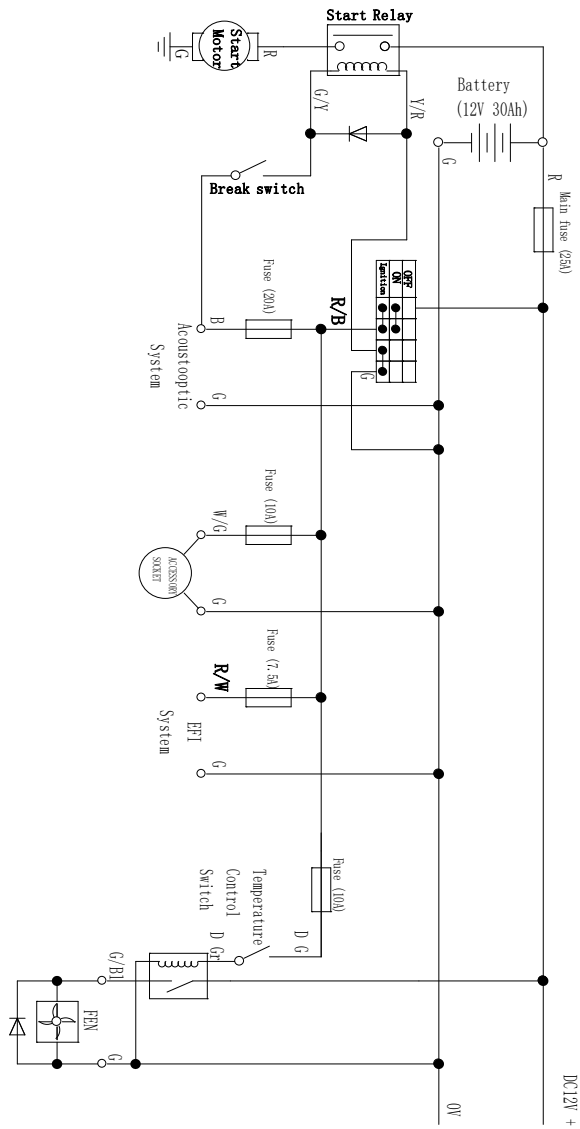 Start Relay
Start
Motor
G
R
G/Y
Y/R
Battery
(12V 30Ah)
G
R
Main fuse (25A)
Break switch
OFF
ON
Ignition
R/B
G
Fuse (20A)
B
Acoustooptic
System
G
Fuse (10A)
W/G
ACCESSORY
SOCKET
G
Fuse (7.5A)
R/W
EFI
System
G
Fuse (10A)
Temperature
Control
Switch
D G
D Gr
G/Bl
FEN
G
0V
DC12V +